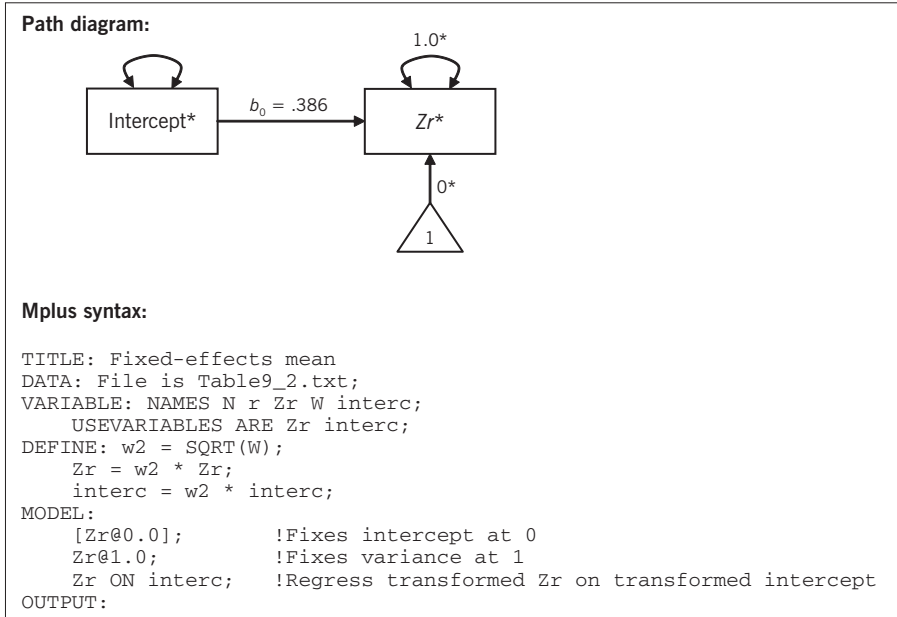 Path diagram:
1.0*
Intercept*
b₀ = .386
Zr*
0*
1
Mplus syntax:
TITLE: Fixed-effects mean
DATA: File is Table9_2.txt;
VARIABLE: NAMES N r Zr W interc;
    USEVARIABLES ARE Zr interc;
DEFINE: w2 = SQRT(W);
    Zr = w2 * Zr;
    interc = w2 * interc;
MODEL:
    [Zr@0.0];        !Fixes intercept at 0
    Zr@1.0;          !Fixes variance at 1
    Zr ON interc;    !Regress transformed Zr on transformed intercept
OUTPUT: